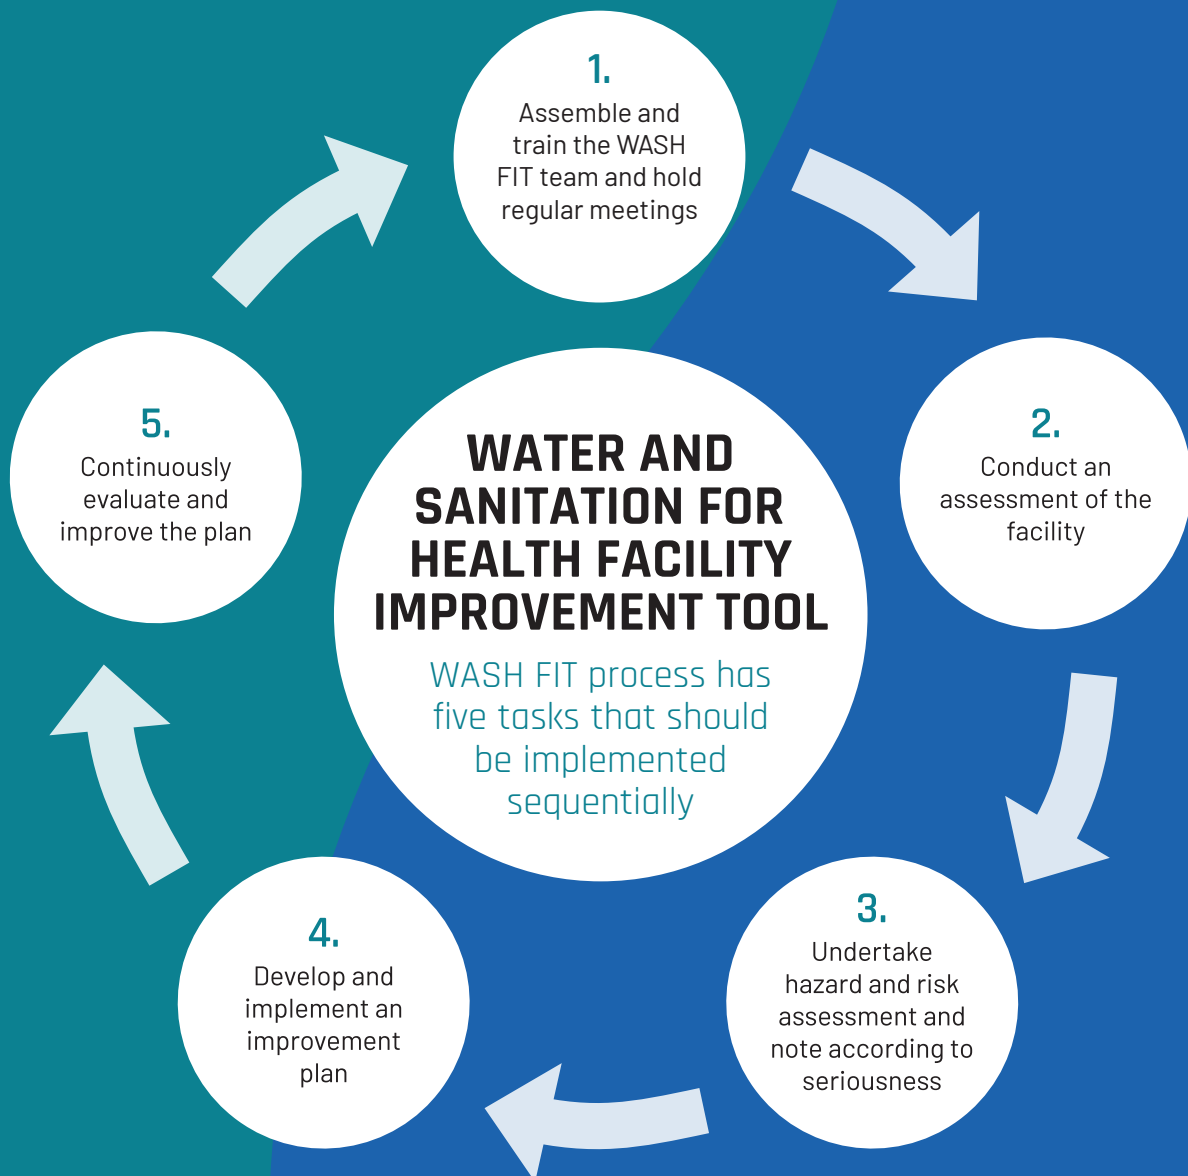 1.
Assemble and
train the WASH
FIT team and hold
regular meetings
2.
Conduct an
assessment of the
facility
3.
Undertake
hazard and risk
assessment and
note according to
seriousness
4.
Develop and
implement an
improvement
plan
5.
Continuously
evaluate and
improve the plan
WATER AND
SANITATION FOR
HEALTH FACILITY
IMPROVEMENT TOOL
WASH FIT process has
five tasks that should
be implemented
sequentially